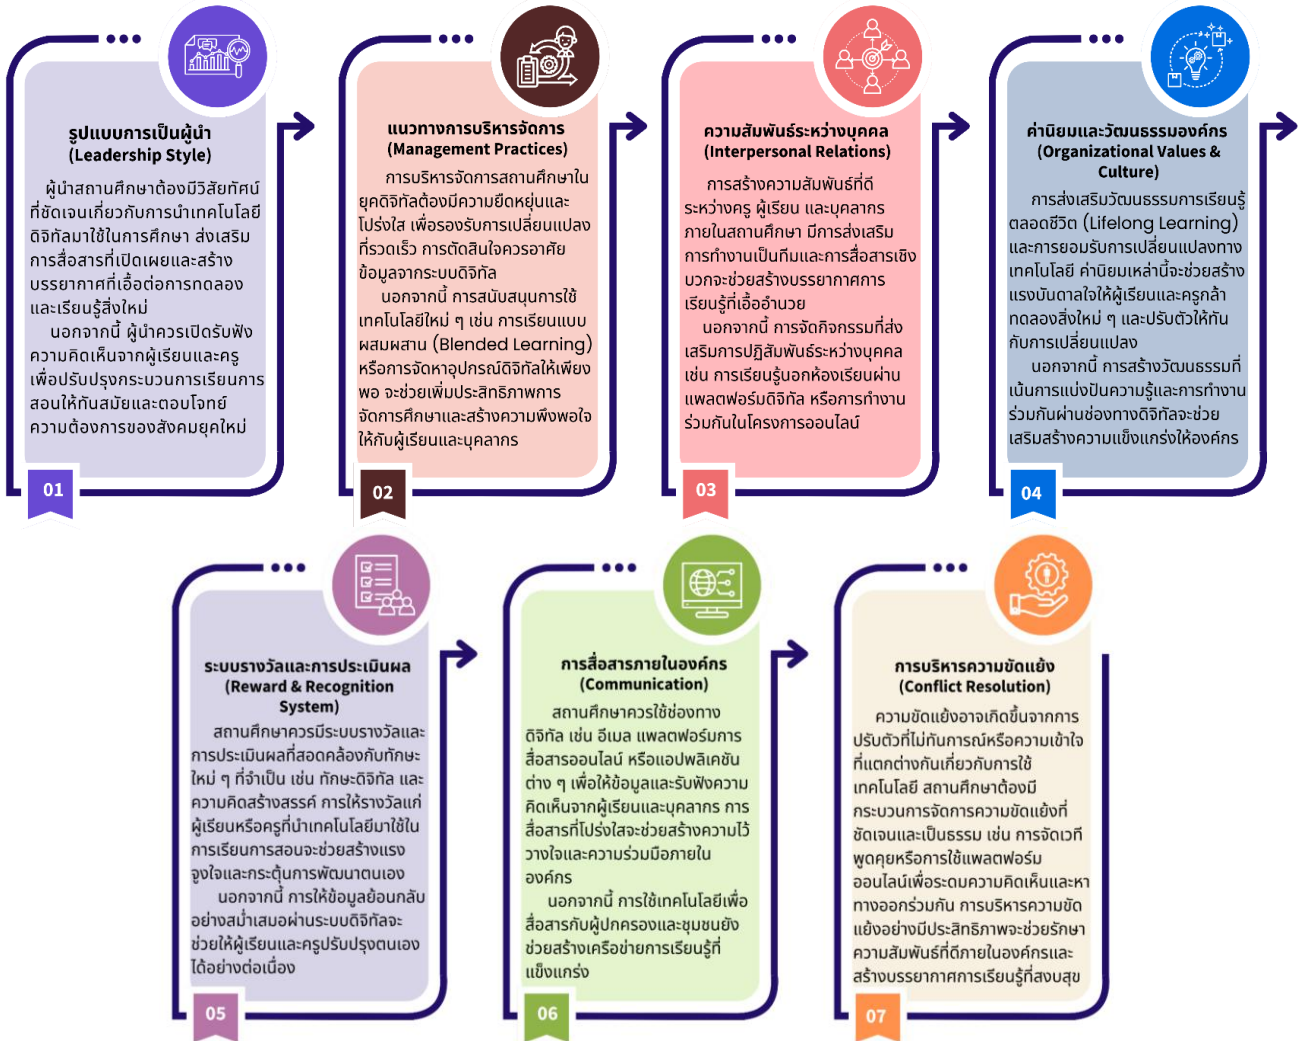 รูปแบบการเป็นผู้นำ
(Leadership Style)
ผู้นำสถานศึกษาต้องมีวิสัยทัศน์
ที่ชัดเจนเกี่ยวกับการนำเทคโนโลยี
ดิจิทัลมาใช้ในการศึกษา ส่งเสริม
การสื่อสารที่เปิดเผยและสร้าง
บรรยากาศที่เอื้อต่อการทดลอง
และเรียนรู้สิ่งใหม่
นอกจากนี้ ผู้นำควรเปิดรับฟัง
ความคิดเห็นจากผู้เรียนและครู
เพื่อปรับปรุงกระบวนการเรียนการ
สอนให้ทันสมัยและตอบโจทย์
ความต้องการของสังคมยุคใหม่
01
แนวทางการบริหารจัดการ
(Management Practices)
การบริหารจัดการสถานศึกษาใน
ยุคดิจิทัลต้องมีความยืดหยุ่นและ
โปร่งใส เพื่อรองรับการเปลี่ยนแปลง
ที่รวดเร็ว การตัดสินใจควรอาศัย
ข้อมูลจากระบบดิจิทัล
นอกจากนี้ การสนับสนุนการใช้
เทคโนโลยีใหม่ ๆ เช่น การเรียนแบบ
ผสมผสาน (Blended Learning)
หรือการจัดหาอุปกรณ์ดิจิทัลให้เพียง
พอ จะช่วยเพิ่มประสิทธิภาพการ
จัดการศึกษาและสร้างความพึงพอใจ
ให้กับผู้เรียนและบุคลากร
02
ความสัมพันธ์ระหว่างบุคคล
(Interpersonal Relations)
การสร้างความสัมพันธ์ที่ดี
ระหว่างครู ผู้เรียน และบุคลากร
ภายในสถานศึกษา มีการส่งเสริม
การทำงานเป็นทีมและการสื่อสารเชิง
บวกจะช่วยสร้างบรรยากาศการ
เรียนรู้ที่เอื้ออำนวย
นอกจากนี้ การจัดกิจกรรมที่ส่ง
เสริมการปฏิสัมพันธ์ระหว่างบุคคล
เช่น การเรียนรู้นอกห้องเรียนผ่าน
แพลตฟอร์มดิจิทัล หรือการทำงาน
ร่วมกันในโครงการออนไลน์
03
ค่านิยมและวัฒนธรรมองค์กร
(Organizational Values &
Culture)
การส่งเสริมวัฒนธรรมการเรียนรู้
ตลอดชีวิต (Lifelong Learning)
และการยอมรับการเปลี่ยนแปลงทาง
เทคโนโลยี ค่านิยมเหล่านี้จะช่วยสร้าง
แรงบันดาลใจให้ผู้เรียนและครูกล้า
ทดลองสิ่งใหม่ ๆ และปรับตัวให้ทัน
กับการเปลี่ยนแปลง
นอกจากนี้ การสร้างวัฒนธรรมที่
เน้นการแบ่งปันความรู้และการทำงาน
ร่วมกันผ่านช่องทางดิจิทัลจะช่วย
เสริมสร้างความแข็งแกร่งให้องค์กร
04
ระบบรางวัลและการประเมินผล
(Reward & Recognition
System)
สถานศึกษาควรมีระบบรางวัลและ
การประเมินผลที่สอดคล้องกับทักษะ
ใหม่ ๆ ที่จำเป็น เช่น ทักษะดิจิทัล และ
ความคิดสร้างสรรค์ การให้รางวัลแก่
ผู้เรียนหรือครูที่นำเทคโนโลยีมาใช้ใน
การเรียนการสอนจะช่วยสร้างแรง
จูงใจและกระตุ้นการพัฒนาตนเอง
นอกจากนี้ การให้ข้อมูลย้อนกลับ
อย่างสม่ำเสมอผ่านระบบดิจิทัลจะ
ช่วยให้ผู้เรียนและครูปรับปรุงตนเอง
ได้อย่างต่อเนื่อง
05
การสื่อสารภายในองค์กร
(Communication)
สถานศึกษาควรใช้ช่องทาง
ดิจิทัล เช่น อีเมล แพลตฟอร์มการ
สื่อสารออนไลน์ หรือแอปพลิเคชัน
ต่าง ๆ เพื่อให้ข้อมูลและรับฟังความ
คิดเห็นจากผู้เรียนและบุคลากร การ
สื่อสารที่โปร่งใสจะช่วยสร้างความไว้
วางใจและความร่วมมือภายใน
องค์กร
นอกจากนี้ การใช้เทคโนโลยีเพื่อ
สื่อสารกับผู้ปกครองและชุมชนยัง
ช่วยสร้างเครือข่ายการเรียนรู้ที่
แข็งแกร่ง
06
การบริหารความขัดแย้ง
(Conflict Resolution)
ความขัดแย้งอาจเกิดขึ้นจากการ
ปรับตัวที่ไม่ทันการณ์หรือความเข้าใจ
ที่แตกต่างกันเกี่ยวกับการใช้
เทคโนโลยี สถานศึกษาต้องมี
กระบวนการจัดการความขัดแย้งที่
ชัดเจนและเป็นธรรม เช่น การจัดเวที
พูดคุยหรือการใช้แพลตฟอร์ม
ออนไลน์เพื่อระดมความคิดเห็นและหา
ทางออกร่วมกัน การบริหารความขัด
แย้งอย่างมีประสิทธิภาพจะช่วยรักษา
ความสัมพันธ์ที่ดีภายในองค์กรและ
สร้างบรรยากาศการเรียนรู้ที่สงบสุข
07